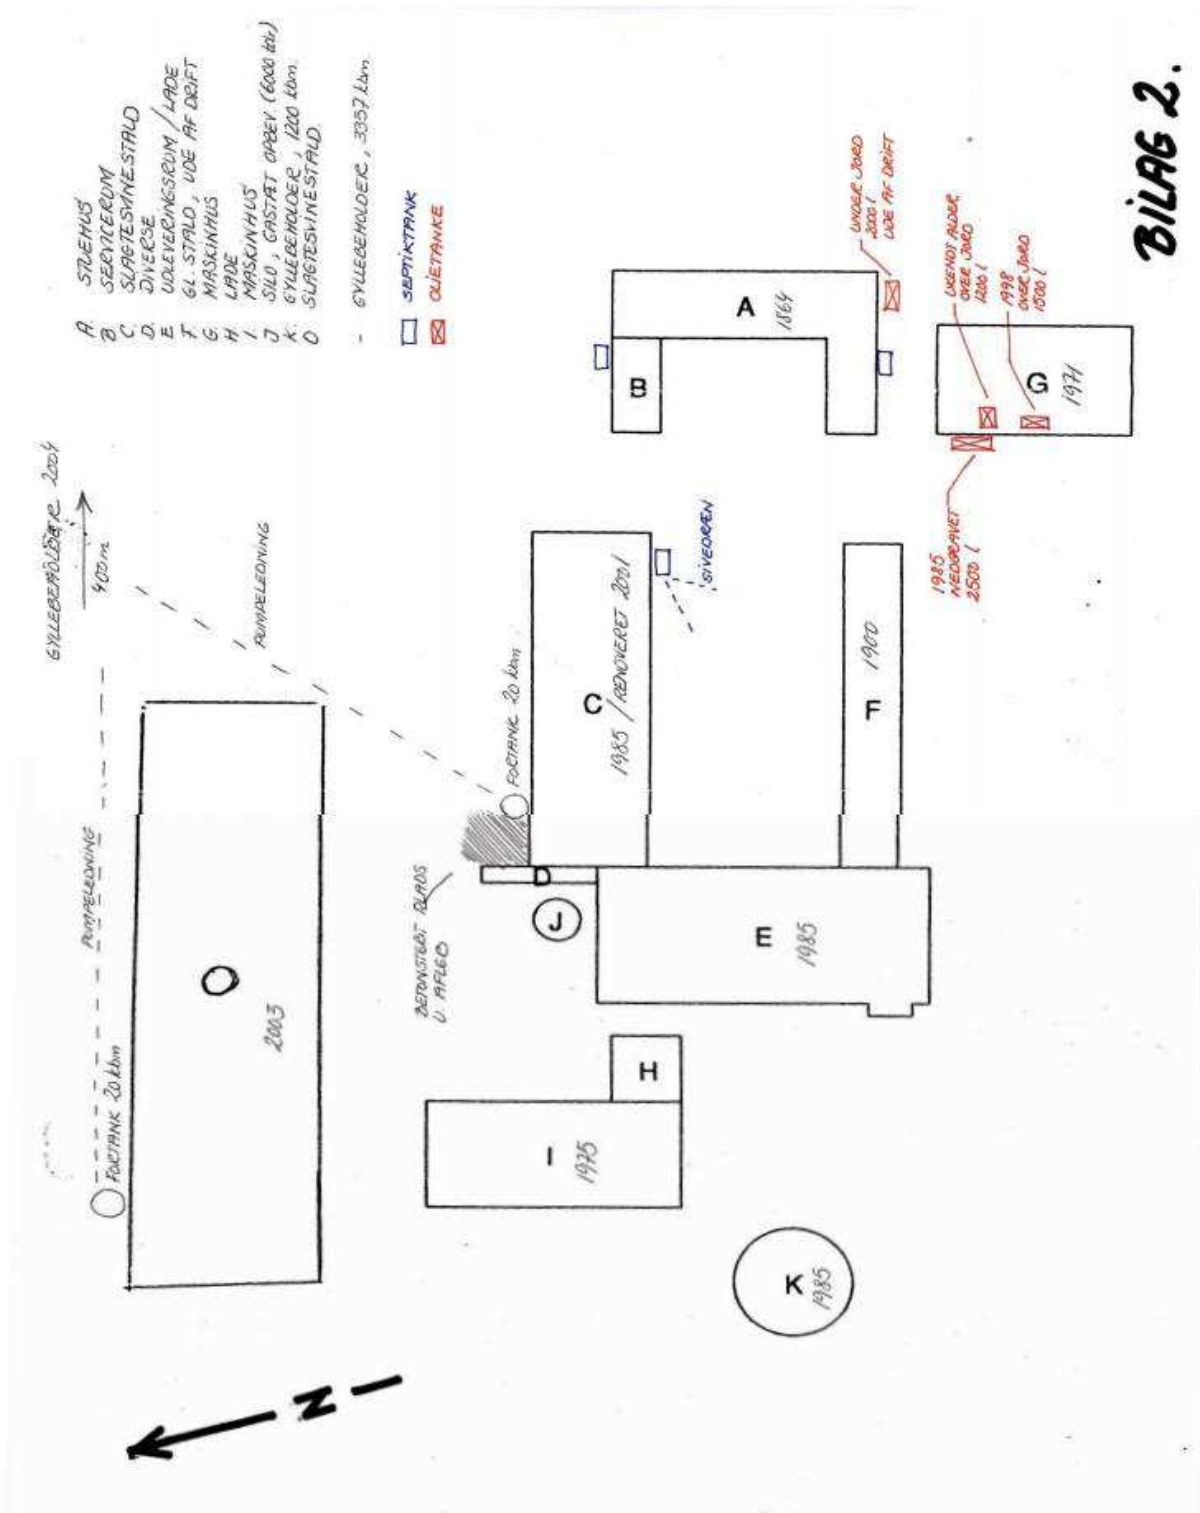 BILAG 2.
A. STUEHUS
B SERVICERUM
C. SLAGTESVINESTALD
D. DIVERSE
E UDLEVERINGSRUM / LADE
F GL. STALD, UDE AF DRIFT
G. MASKINHUS
H LADE
I MASKINHUS
J SILO, GASTÆT OPBEV. (6000 tdr)
K. GYLLEBEHOLDER, 1200 kbm.
O SLAGTESVINESTALD.
- GYLLEBEHOLDER, 3357 kbm.
SEPTIKTANK
OLIETANKE
GYLLEBEHOLDER 2004
400 m
PUMPELEDNING
PUMPELEDNING
FORTANK 20 kbm
O
2003
FORTANK 20 kbm
BETONSTØBT PLADS
U. AFLØB
C
1985 / RENOVERET 2001
SIVEDRÆN
D
J
E
1985
F
1900
B
A
1864
UNDER JORD
2000 l
UDE AF DRIFT
G
1971
UKENDT ALDER
OVER JORD
1200 l
1998
OVER JORD
1500 l
1985
NEDGRAVET
2500 l
H
I
1975
K
1985
N